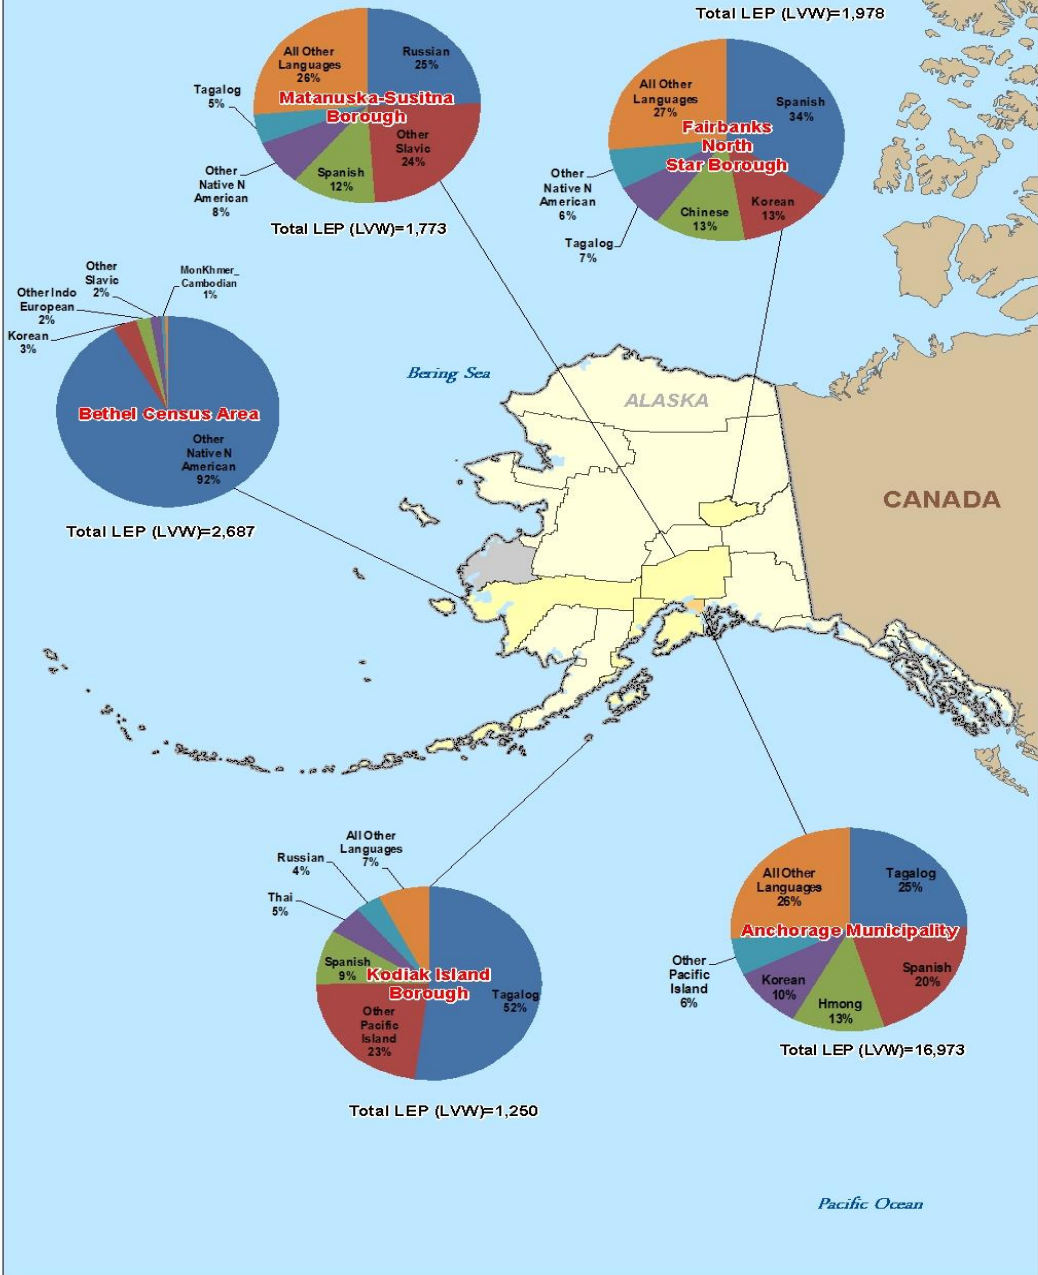 Total LEP (LVW)=1,978
All Other
Languages
26%
Russian
25%
Tagalog
5%
Matanuska-Susitna
Borough
Other
Slavic
24%
Other
Native N
American
8%
Spanish
12%
Total LEP (LVW)=1,773
All Other
Languages
27%
Spanish
34%
Fairbanks
North
Star Borough
Other
Native N
American
6%
Tagalog
7%
Chinese
13%
Korean
13%
Other
Slavic
2%
MonKhmer_
Cambodian
1%
Other Indo
European
2%
Korean
3%
Bethel Census Area
Other
Native N
American
92%
Total LEP (LVW)=2,687
Bering Sea
ALASKA
CANADA
All Other
Languages
7%
Russian
4%
Thai
5%
Spanish
9%
Kodiak Island
Borough
Tagalog
52%
Other
Pacific
Island
23%
Total LEP (LVW)=1,250
All Other
Languages
26%
Tagalog
25%
Anchorage Municipality
Other
Pacific
Island
6%
Korean
10%
Hmong
13%
Spanish
20%
Total LEP (LVW)=16,973
Pacific Ocean